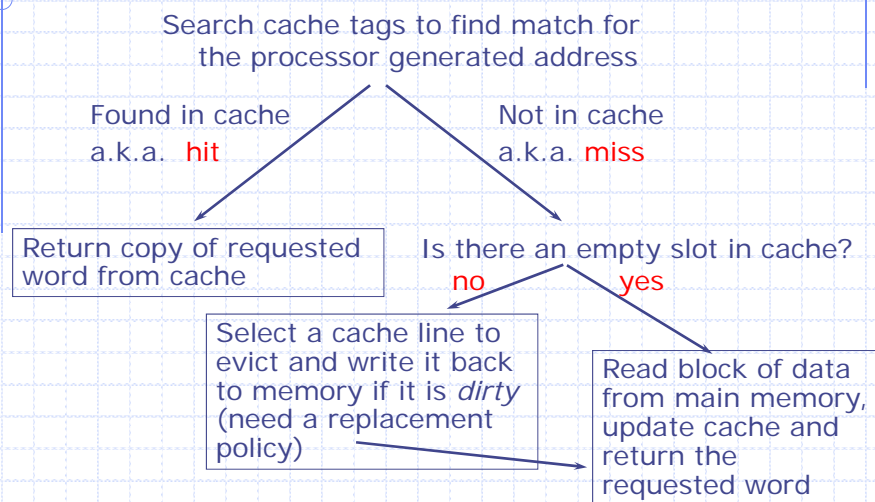 Search cache tags to find match for
the processor generated address
Found in cache
a.k.a. hit
Not in cache
a.k.a. miss
Return copy of requested
word from cache
Is there an empty slot in cache?
no
yes
Select a cache line to
evict and write it back
to memory if it is dirty
(need a replacement
policy)
Read block of data
from main memory,
update cache and
return the
requested word